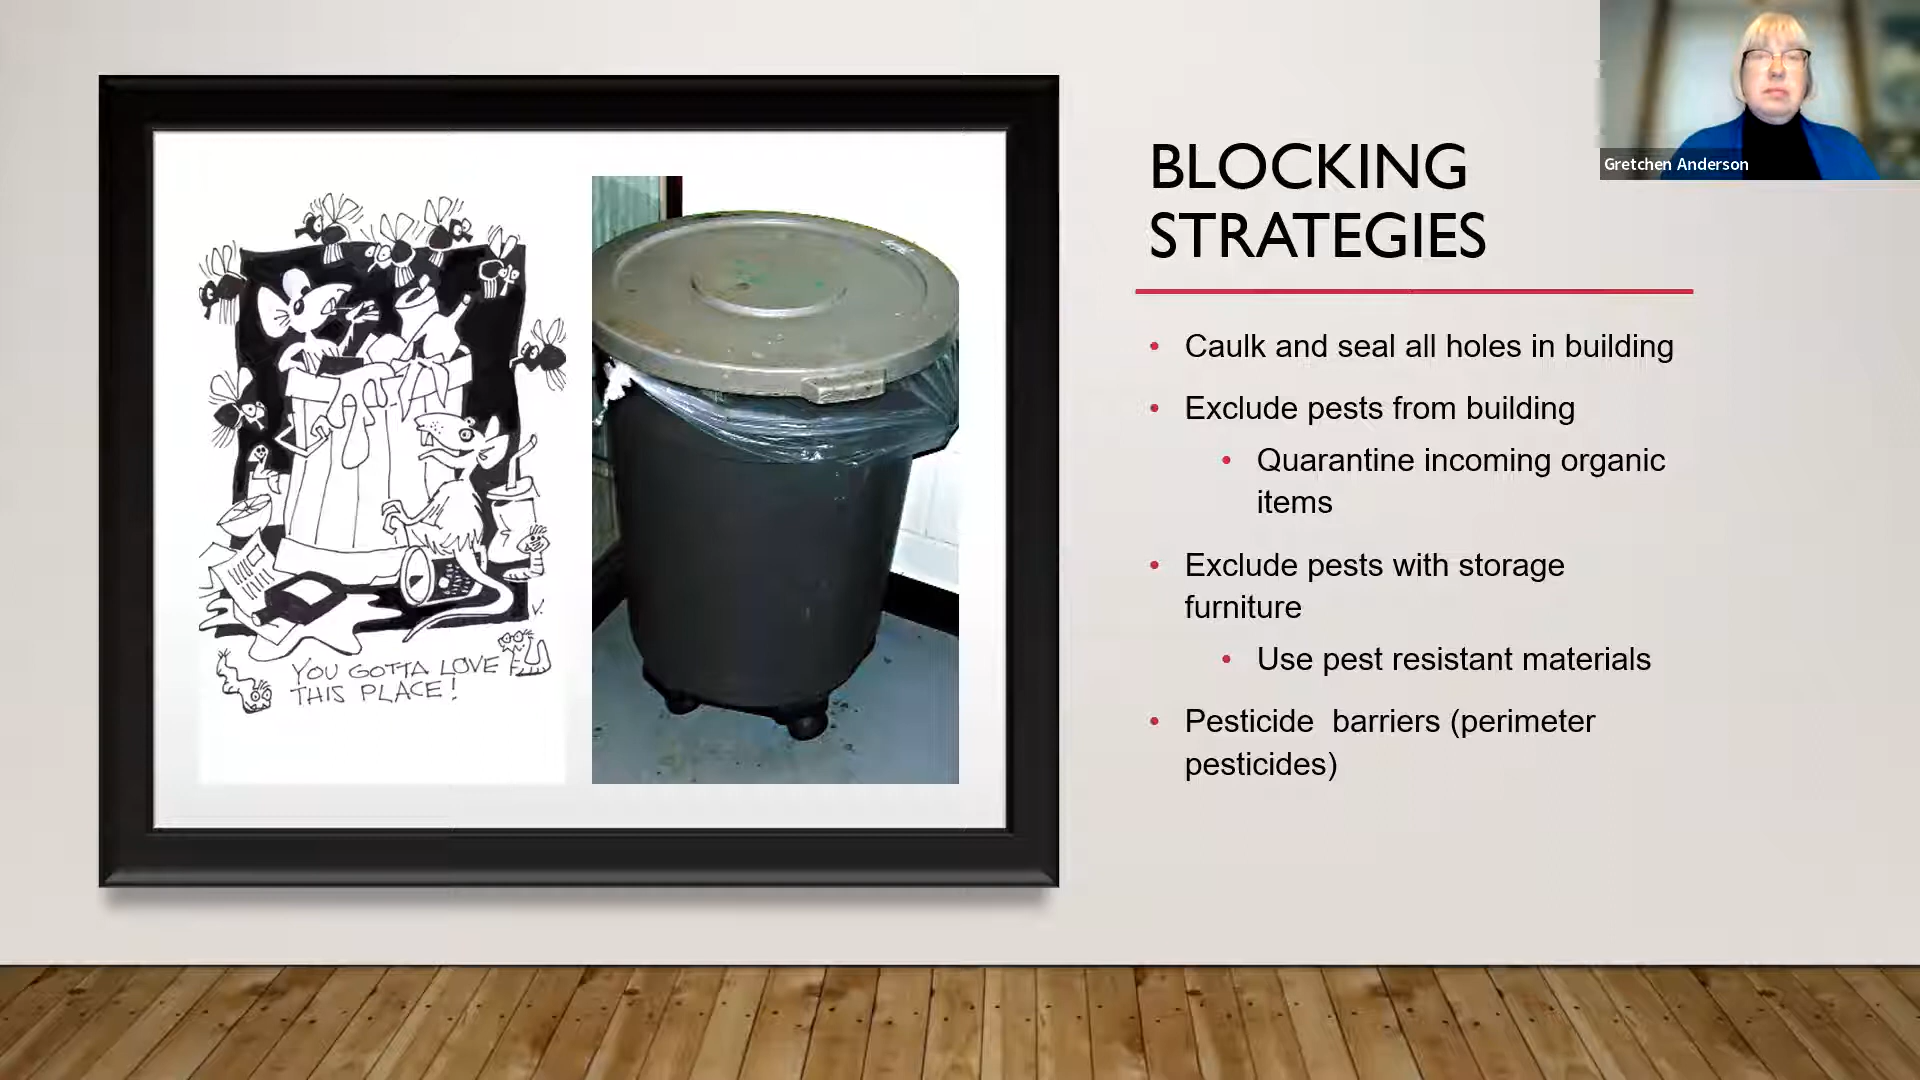 BLOCKING
STRATEGIES
Gretchen Anderson
• Caulk and seal all holes in building
• Exclude pests from building
• Quarantine incoming organic
items
• Exclude pests with storage
furniture
• Use pest resistant materials
• Pesticide  barriers (perimeter
pesticides)
YOU GOTTA LOVE
THIS PLACE!
V.